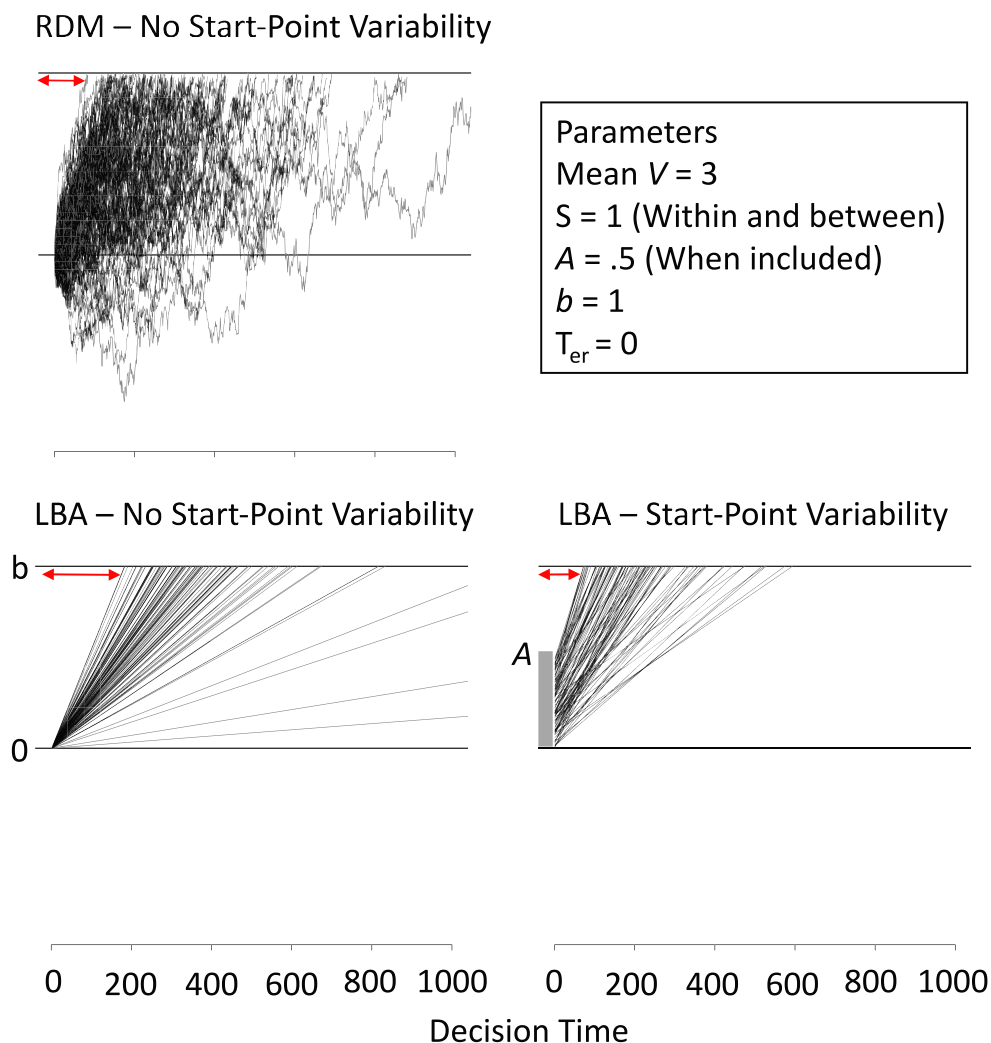 RDM – No Start-Point Variability
Parameters
Mean V = 3
S = 1 (Within and between)
A = .5 (When included)
b = 1
Ter = 0
LBA – No Start-Point Variability
LBA – Start-Point Variability
b
A
0
0 200 400 600 800 1000
0 200 400 600 800 1000
Decision Time